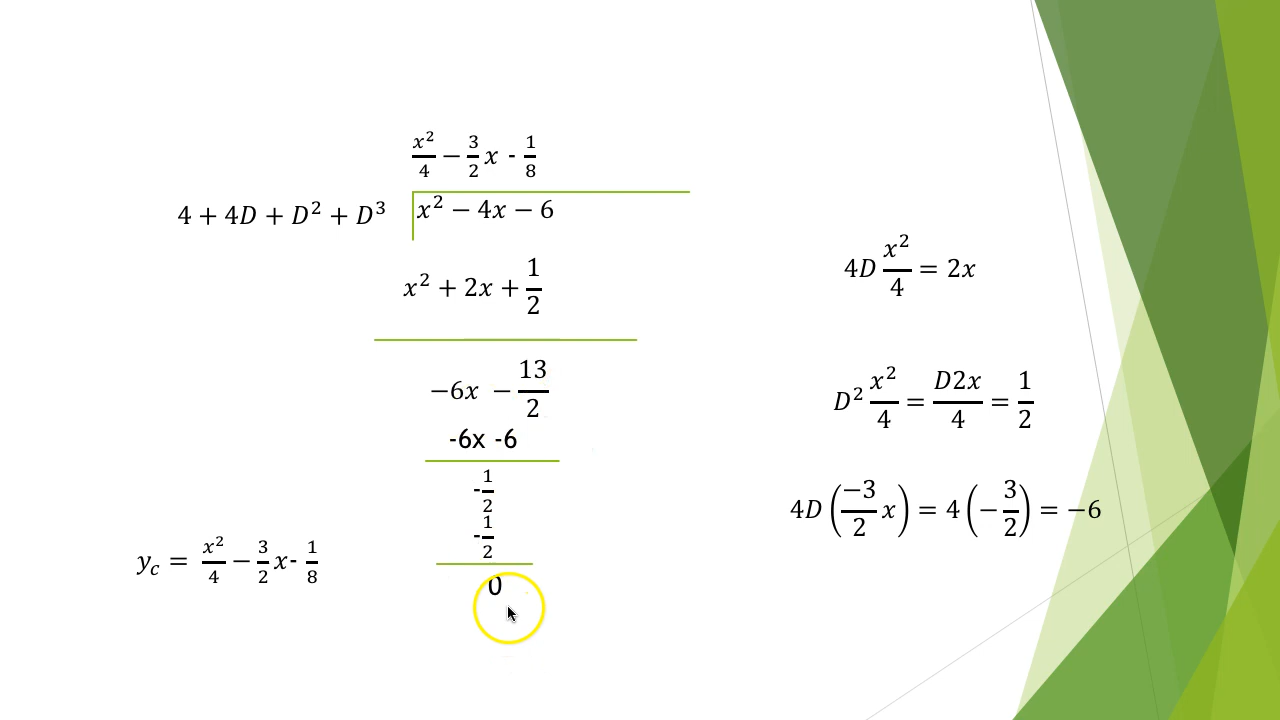 x²/4 − 3/2 x - 1/8
4 + 4D + D² + D³ x² − 4x − 6
x² + 2x + 1/2
−6x − 13/2
-6x -6
-1/2
-1/2
0
y_c = x²/4 − 3/2 x- 1/8
4D x²/4 = 2x
D² x²/4 = D2x/4 = 1/2
4D (−3/2 x) = 4 (− 3/2) = −6